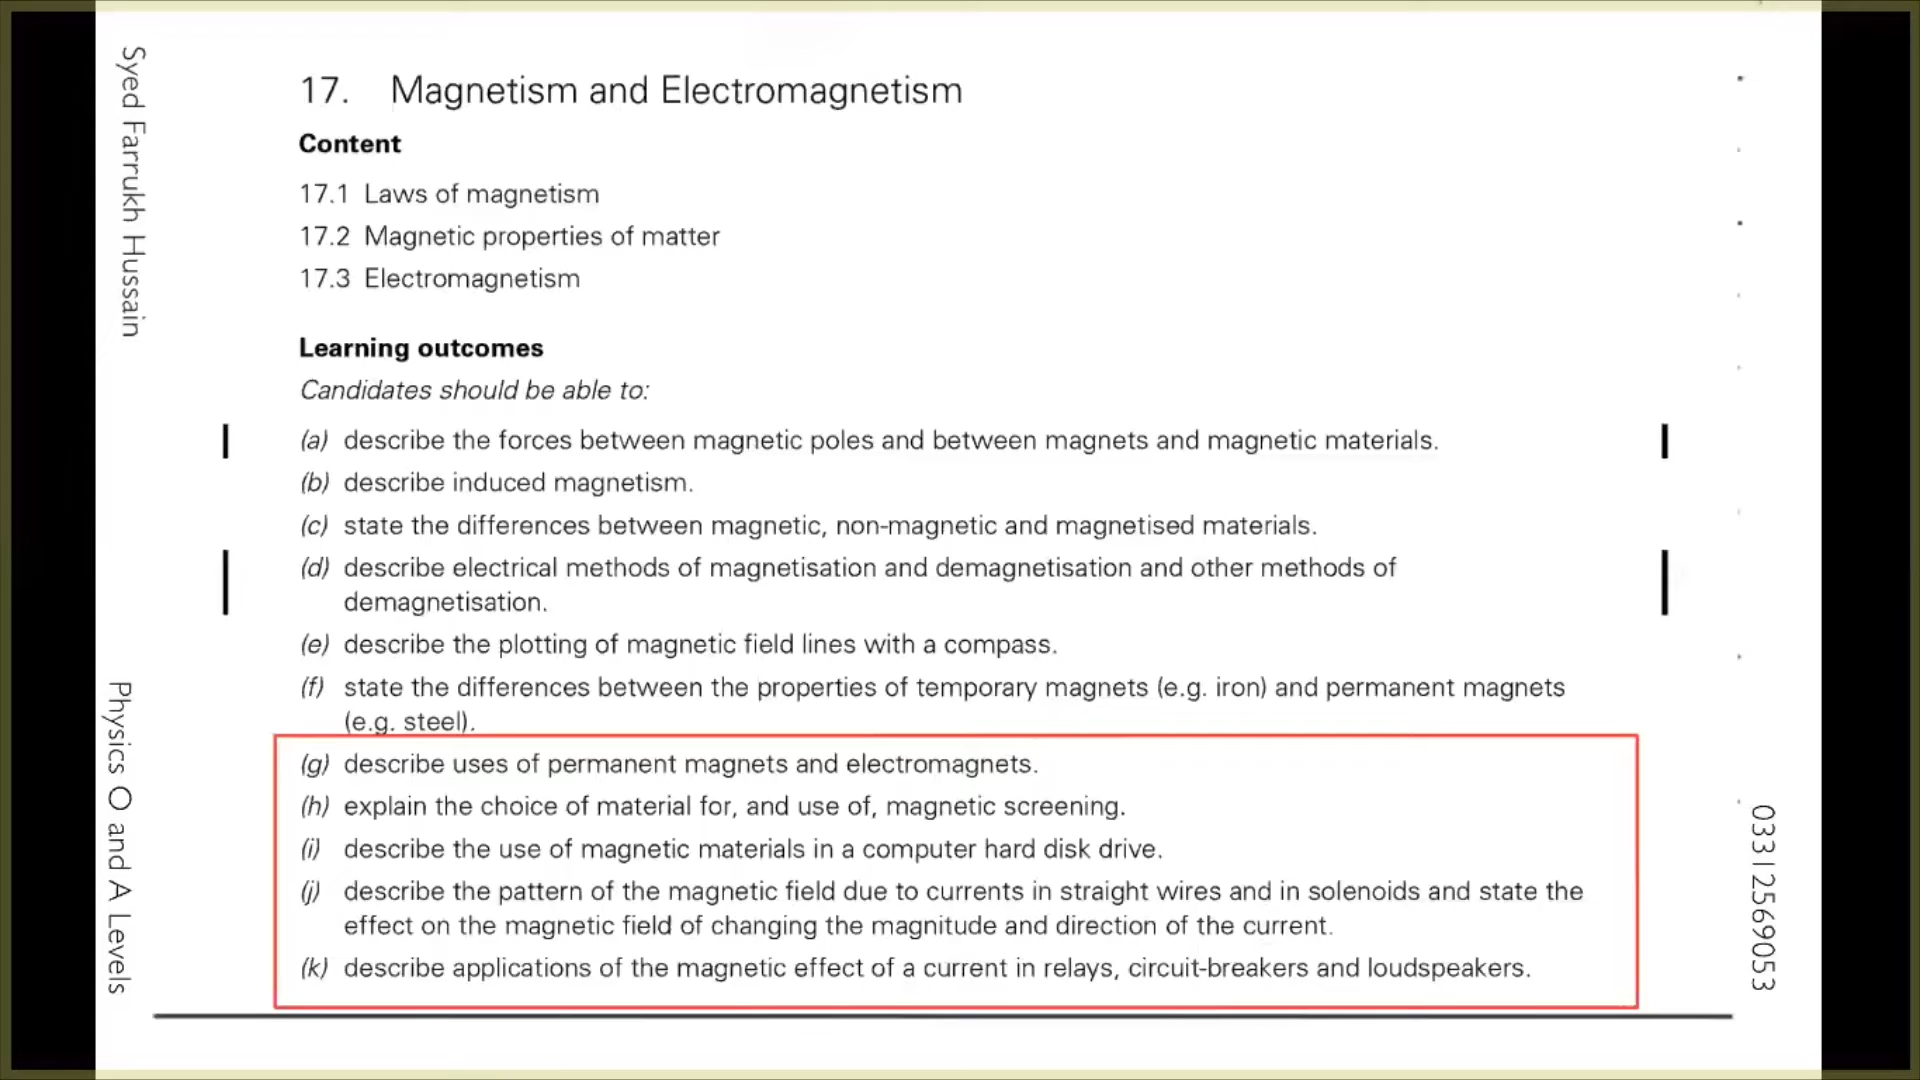 Syed Farrukh Hussain
Physics O and A Levels
17. Magnetism and Electromagnetism
Content
17.1 Laws of magnetism
17.2 Magnetic properties of matter
17.3 Electromagnetism
Learning outcomes
Candidates should be able to:
(a) describe the forces between magnetic poles and between magnets and magnetic materials.
(b) describe induced magnetism.
(c) state the differences between magnetic, non-magnetic and magnetised materials.
(d) describe electrical methods of magnetisation and demagnetisation and other methods of
demagnetisation.
(e) describe the plotting of magnetic field lines with a compass.
(f) state the differences between the properties of temporary magnets (e.g. iron) and permanent magnets
(e.g. steel).
(g) describe uses of permanent magnets and electromagnets.
(h) explain the choice of material for, and use of, magnetic screening.
(i) describe the use of magnetic materials in a computer hard disk drive.
(j) describe the pattern of the magnetic field due to currents in straight wires and in solenoids and state the
effect on the magnetic field of changing the magnitude and direction of the current.
(k) describe applications of the magnetic effect of a current in relays, circuit-breakers and loudspeakers.
03312569053